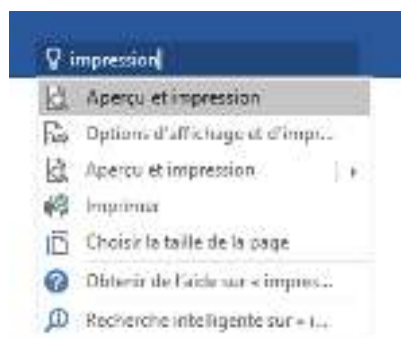 impression
Aperçu et impression
Options d'affichage et d'impr...
Aperçu et impression
Imprimer
Choisir la taille de la page
Obtenir de l'aide sur « impres...
Recherche intelligente sur « i...